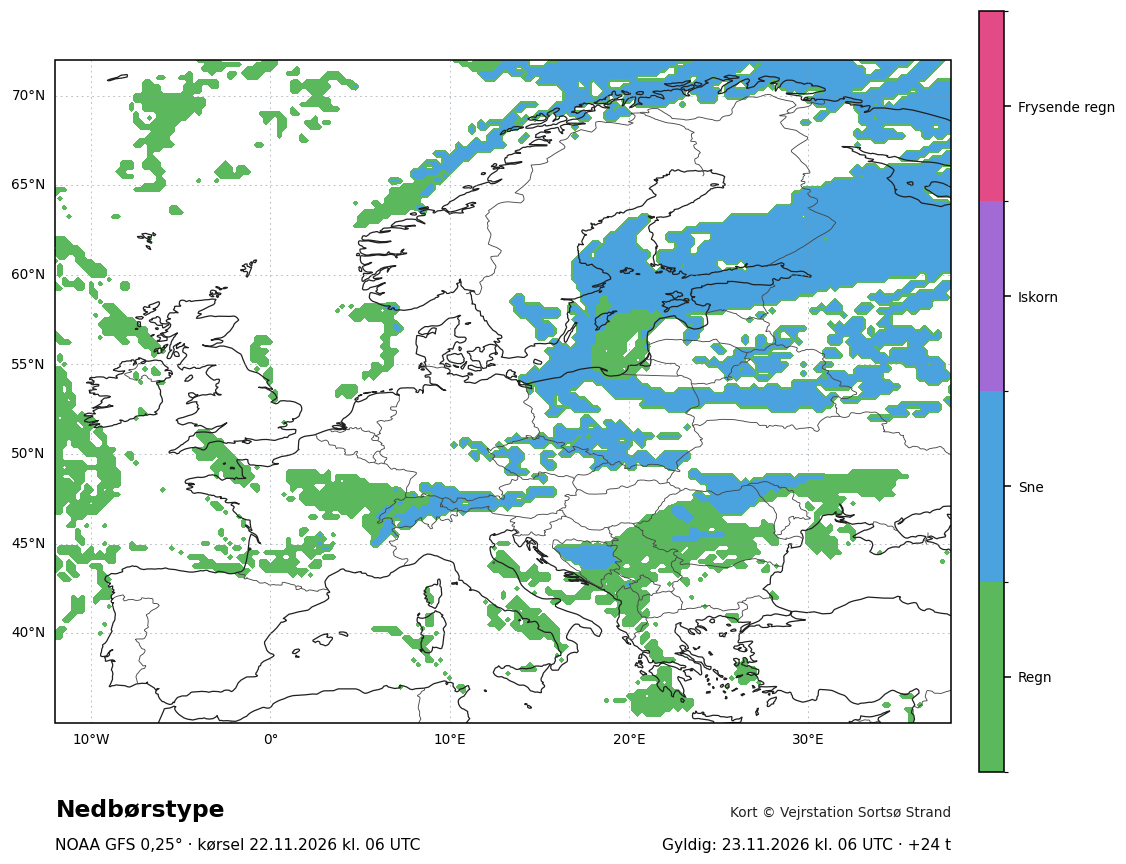 Frysende regn
Iskorn
Sne
Regn
70°N
65°N
60°N
55°N
50°N
45°N
40°N
10°W
0°
10°E
20°E
30°E
Nedbørstype
Kort © Vejrstation Sortsø Strand
NOAA GFS 0,25° · kørsel 22.11.2026 kl. 06 UTC
Gyldig: 23.11.2026 kl. 06 UTC · +24 t